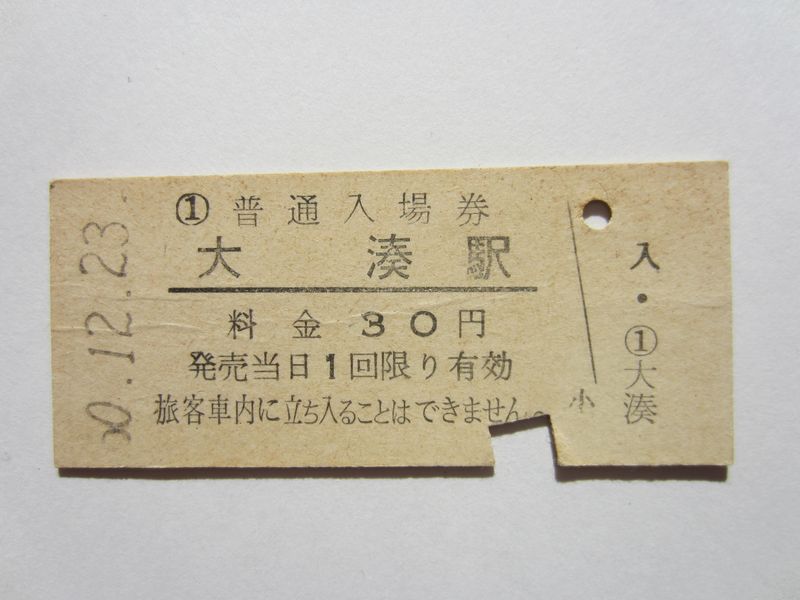 ①普通入場券
大湊駅
料金30円
発売当日1回限り有効
旅客車内に立ち入ることはできません。
50.12.23.
小
入・①大湊